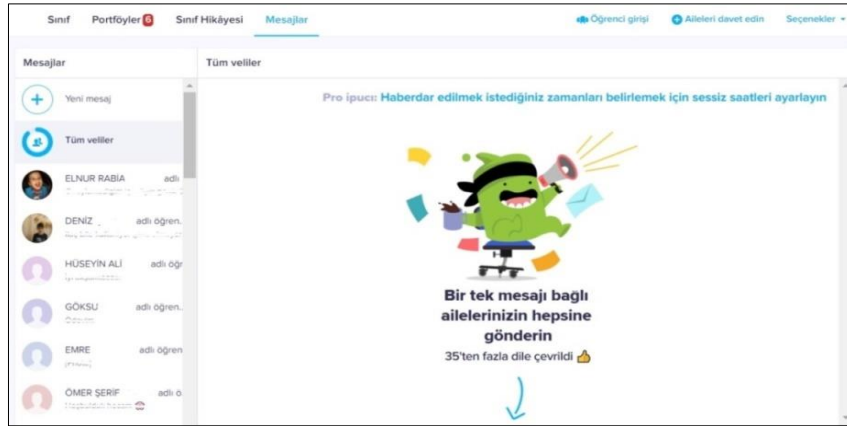 Sınıf Portföyler 6 Sınıf Hikâyesi Mesajlar Öğrenci girişi Aileleri davet edin Seçenekler
Mesajlar
Tüm veliler
Yeni mesaj
Tüm veliler
ELNUR RABİA adlı
DENİZ adlı öğren..
HÜSEYİN ALİ adlı öğr
GÖKSU adlı öğren..
EMRE adlı öğren
ÖMER ŞERİF adlı ö
Pro ipucu: Haberdar edilmek istediğiniz zamanları belirlemek için sessiz saatleri ayarlayın
Bir tek mesajı bağlı
ailelerinizin hepsine
gönderin
35'ten fazla dile çevrildi 👍